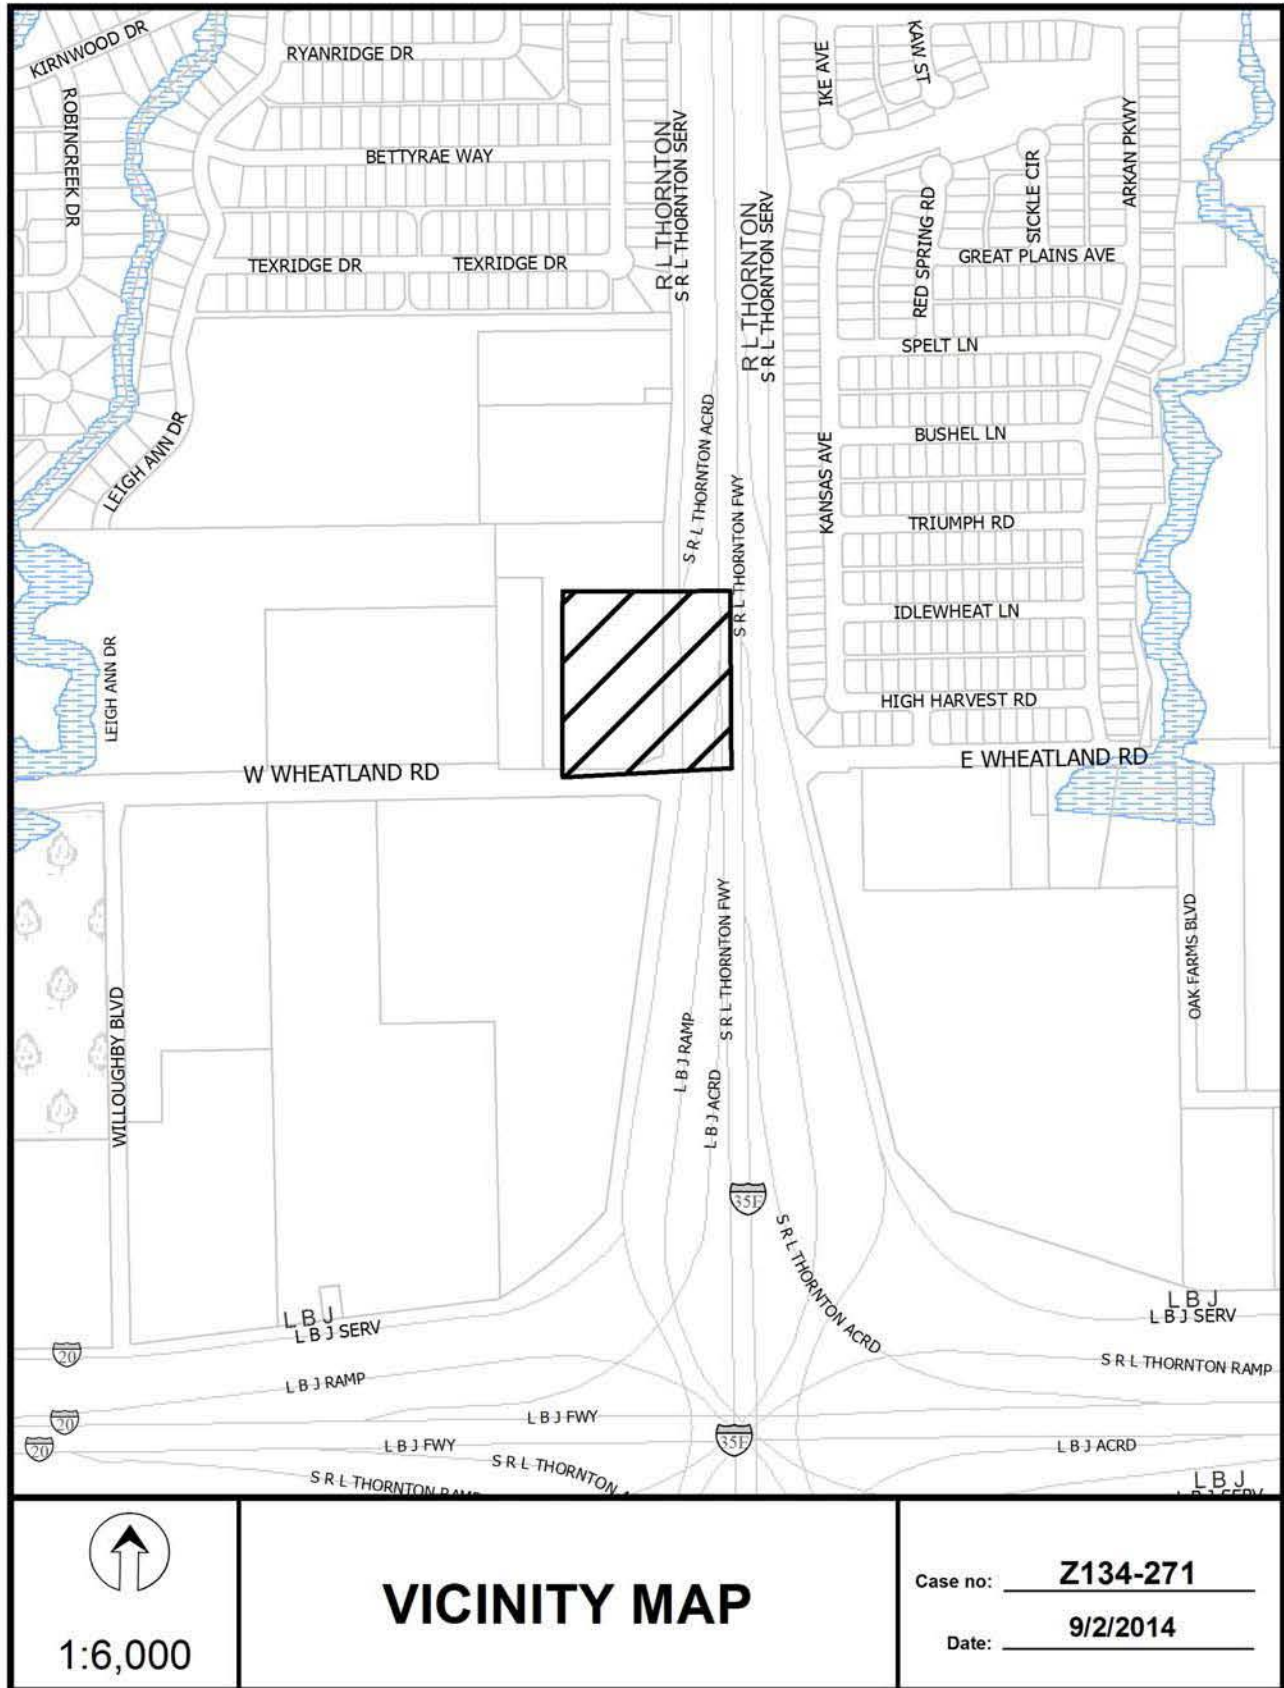 KIRNWOOD DR
RYANRIDGE DR
IKE AVE
KAW ST
ROBINCREEK DR
BETTYRAE WAY
R L THORNTON
S R L THORNTON SERV
ARKAN PKWY
SICKLE CIR
RED SPRING RD
R L THORNTON
S R L THORNTON SERV
TEXRIDGE DR
TEXRIDGE DR
GREAT PLAINS AVE
SPELT LN
LEIGH ANN DR
S R L THORNTON ACRD
KANSAS AVE
BUSHEL LN
S R L THORNTON FWY
TRIUMPH RD
IDLEWHEAT LN
LEIGH ANN DR
HIGH HARVEST RD
W WHEATLAND RD
E WHEATLAND RD
S R L THORNTON FWY
OAK FARMS BLVD
WILLOUGHBY BLVD
L B J RAMP
L B J ACRD
35E
S R L THORNTON ACRD
L B J
L B J SERV
L B J
L B J SERV
20
L B J RAMP
S R L THORNTON RAMP
20
L B J FWY
20
L B J FWY
35E
L B J ACRD
S R L THORNTON
S R L THORNTON RAMP
L B J
L B J SERV
1:6,000
VICINITY MAP
Case no: Z134-271
Date: 9/2/2014